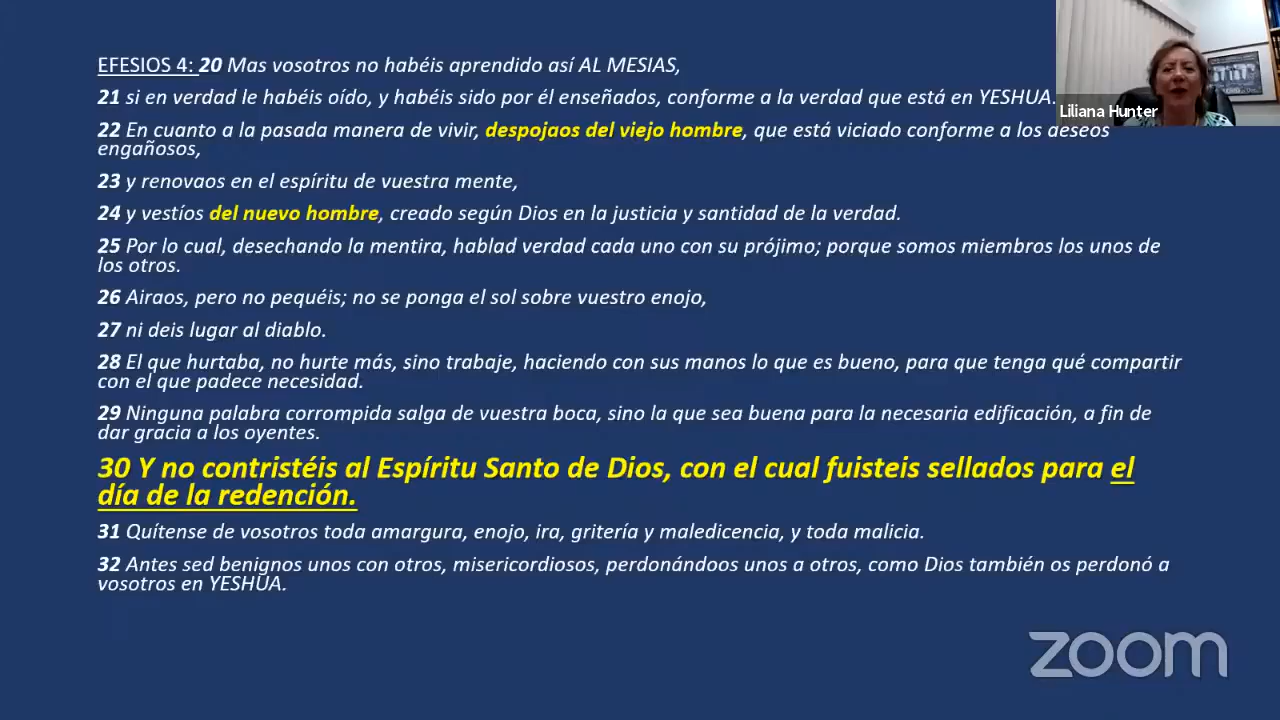 EFESIOS 4: 20 Mas vosotros no habéis aprendido así AL MESIAS,
21 si en verdad le habéis oído, y habéis sido por él enseñados, conforme a la verdad que está en YESHUA.
Liliana Hunter
22 En cuanto a la pasada manera de vivir, despojaos del viejo hombre, que está viciado conforme a los deseos
engañosos,
23 y renovaos en el espíritu de vuestra mente,
24 y vestíos del nuevo hombre, creado según Dios en la justicia y santidad de la verdad.
25 Por lo cual, desechando la mentira, hablad verdad cada uno con su prójimo; porque somos miembros los unos de
los otros.
26 Airaos, pero no pequéis; no se ponga el sol sobre vuestro enojo,
27 ni deis lugar al diablo.
28 El que hurtaba, no hurte más, sino trabaje, haciendo con sus manos lo que es bueno, para que tenga qué compartir
con el que padece necesidad.
29 Ninguna palabra corrompida salga de vuestra boca, sino la que sea buena para la necesaria edificación, a fin de
dar gracia a los oyentes.
30 Y no contristéis al Espíritu Santo de Dios, con el cual fuisteis sellados para el
día de la redención.
31 Quítense de vosotros toda amargura, enojo, ira, gritería y maledicencia, y toda malicia.
32 Antes sed benignos unos con otros, misericordiosos, perdonándoos unos a otros, como Dios también os perdonó a
vosotros en YESHUA.
zoom